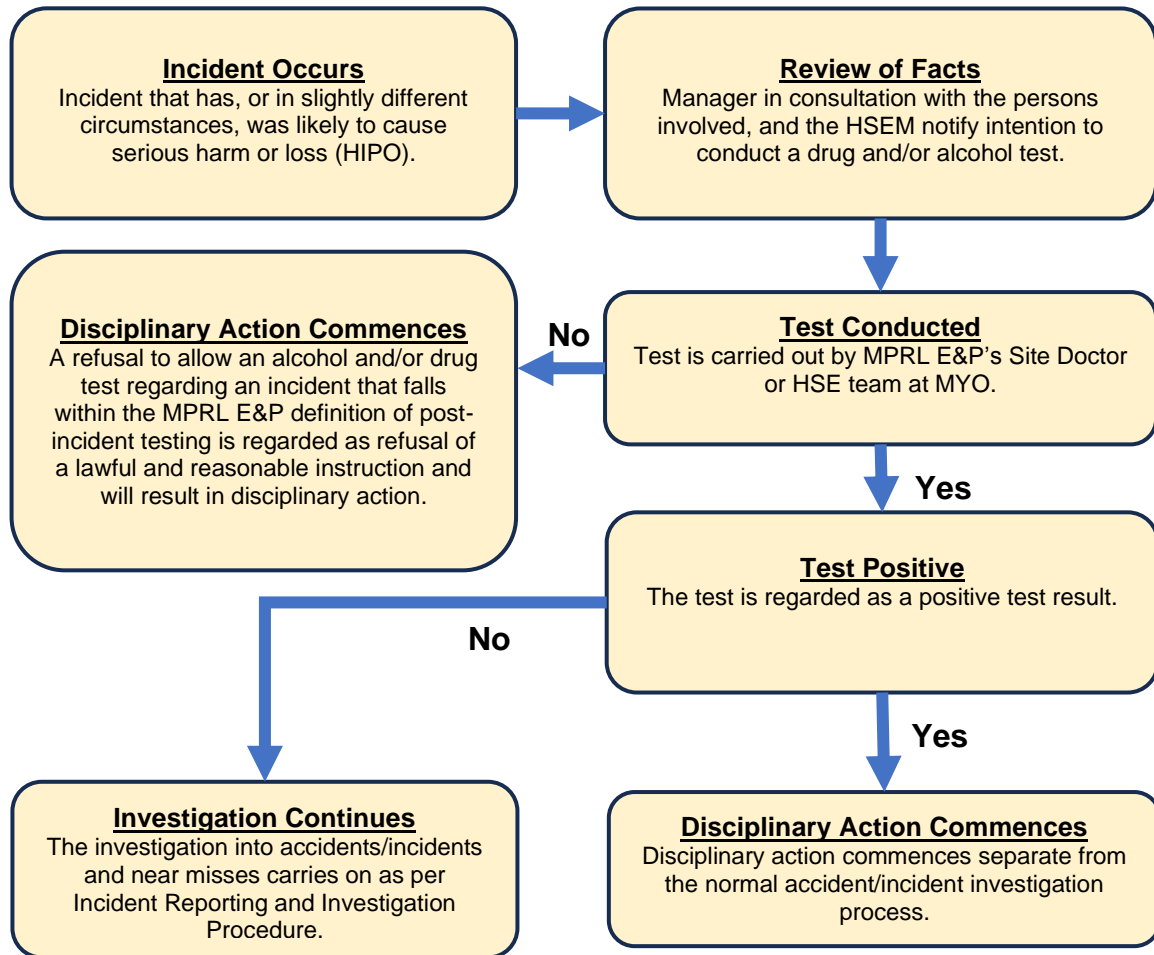 Incident Occurs
Incident that has, or in slightly different
circumstances, was likely to cause
serious harm or loss (HIPO).
Review of Facts
Manager in consultation with the persons
involved, and the HSEM notify intention to
conduct a drug and/or alcohol test.
Disciplinary Action Commences
A refusal to allow an alcohol and/or drug
test regarding an incident that falls
within the MPRL E&P definition of post-
incident testing is regarded as refusal of
a lawful and reasonable instruction and
will result in disciplinary action.
No
Test Conducted
Test is carried out by MPRL E&P’s Site Doctor
or HSE team at MYO.
Yes
Test Positive
The test is regarded as a positive test result.
No
Yes
Investigation Continues
The investigation into accidents/incidents
and near misses carries on as per
Incident Reporting and Investigation
Procedure.
Disciplinary Action Commences
Disciplinary action commences separate from
the normal accident/incident investigation
process.